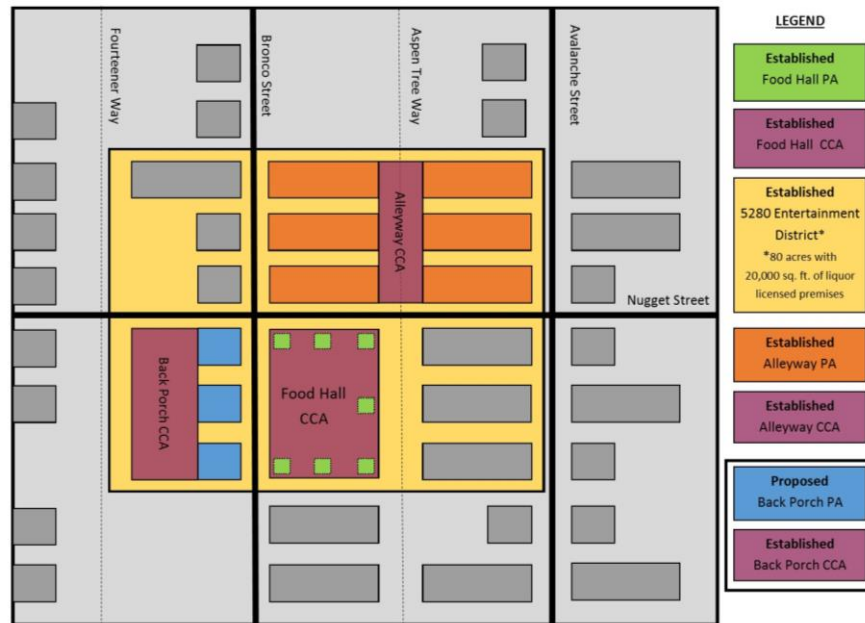 Fourteener Way
Bronco Street
Aspen Tree Way
Avalanche Street
Alleyway CCA
Nugget Street
Back Porch CCA
Food Hall
CCA
LEGEND
Established
Food Hall PA
Established
Food Hall CCA
Established
5280 Entertainment
District*
*80 acres with
20,000 sq. ft. of liquor
licensed premises
Established
Alleyway PA
Established
Alleyway CCA
Proposed
Back Porch PA
Established
Back Porch CCA